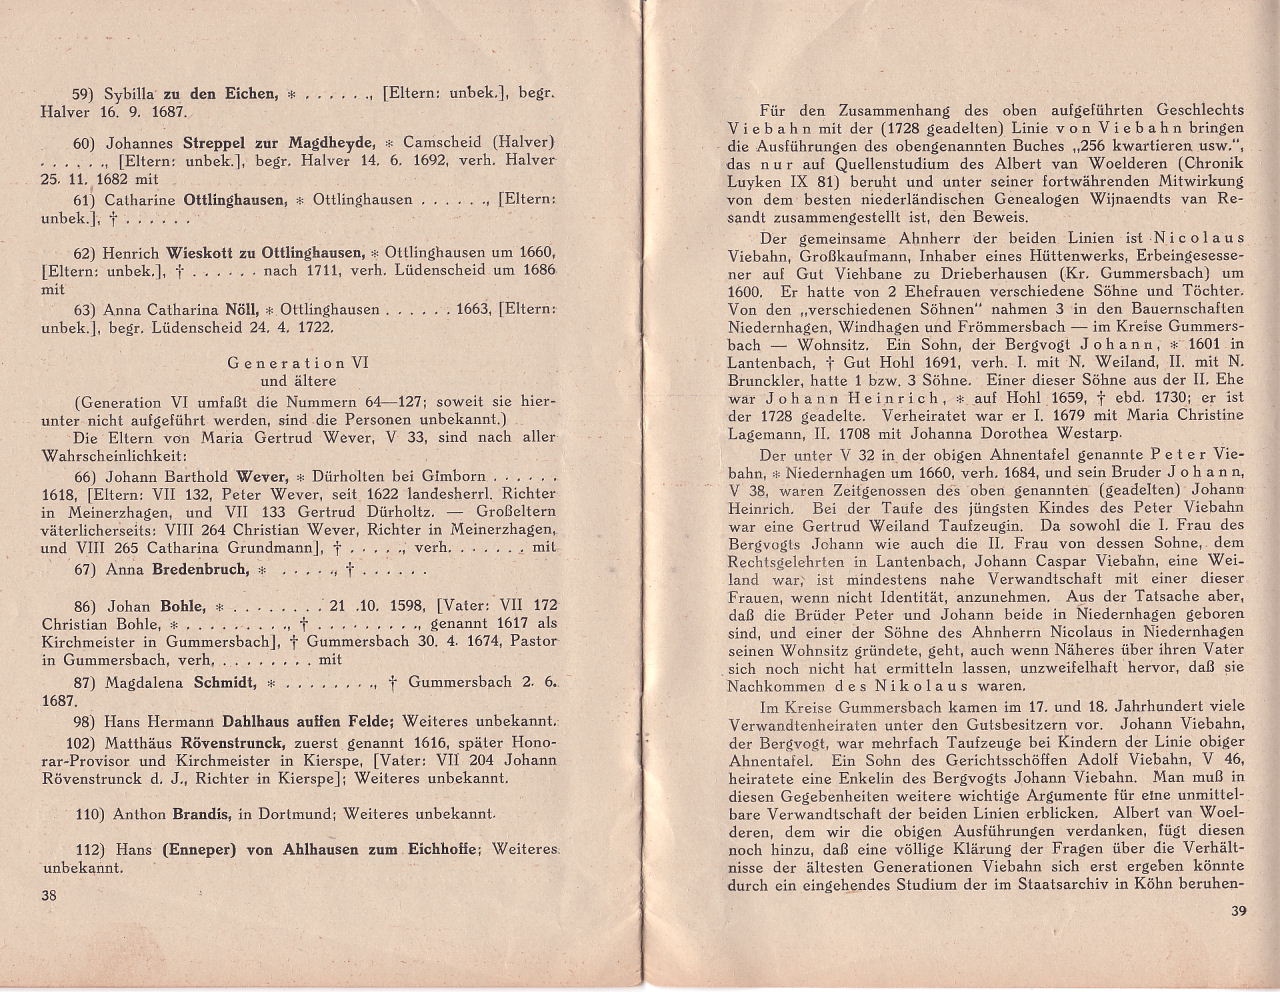 59) Sybilla zu den Eichen, * . . . . . ., [Eltern: unbek.], begr.
Halver 16. 9. 1687.
60) Johannes Streppel zur Magdheyde, * Camscheid (Halver)
. . . . . ., [Eltern: unbek.], begr. Halver 14. 6. 1692, verh. Halver
25. 11. 1682 mit
61) Catharine Ottlinghausen, * Ottlinghausen . . . . . ., [Eltern:
unbek.], † . . . . . .
62) Henrich Wieskott zu Ottlinghausen, * Ottlinghausen um 1660,
[Eltern: unbek.], † . . . . . . nach 1711, verh. Lüdenscheid um 1686
mit
63) Anna Catharina Nöll, * Ottlinghausen . . . . . . 1663, [Eltern:
unbek.], begr. Lüdenscheid 24. 4. 1722.
Generation VI
und ältere
(Generation VI umfaßt die Nummern 64—127; soweit sie hier-
unter nicht aufgeführt werden, sind die Personen unbekannt.)
Die Eltern von Maria Gertrud Wever, V 33, sind nach aller
Wahrscheinlichkeit:
66) Johann Barthold Wever, * Dürholten bei Gimborn . . . . . .
1618, [Eltern: VII 132, Peter Wever, seit 1622 landesherrl. Richter
in Meinerzhagen, und VII 133 Gertrud Dürholtz. — Großeltern
väterlicherseits: VIII 264 Christian Wever, Richter in Meinerzhagen,
und VIII 265 Catharina Grundmann], † . . . . ., verh. . . . . . . mit
67) Anna Bredenbruch, * . . . . ., † . . . . . .
86) Johan Bohle, * . . . . . . . . 21 .10. 1598, [Vater: VII 172
Christian Bohle, * . . . . . . . . ., † . . . . . . . . ., genannt 1617 als
Kirchmeister in Gummersbach], † Gummersbach 30. 4. 1674, Pastor
in Gummersbach, verh, . . . . . . . . mit
87) Magdalena Schmidt, * . . . . . . . ., † Gummersbach 2. 6.
1687.
98) Hans Hermann Dahlhaus auffen Felde; Weiteres unbekannt.
102) Matthäus Rövenstrunck, zuerst genannt 1616, später Hono-
rar-Provisor und Kirchmeister in Kierspe, [Vater: VII 204 Johann
Rövenstrunck d. J., Richter in Kierspe]; Weiteres unbekannt.
110) Anthon Brandis, in Dortmund; Weiteres unbekannt.
112) Hans (Enneper) von Ahlhausen zum Eichhoffe; Weiteres
unbekannt.
38
Für den Zusammenhang des oben aufgeführten Geschlechts
Viebahn mit der (1728 geadelten) Linie von Viebahn bringen
die Ausführungen des obengenannten Buches „256 kwartieren usw.“,
das nur auf Quellenstudium des Albert van Woelderen (Chronik
Luyken IX 81) beruht und unter seiner fortwährenden Mitwirkung
von dem besten niederländischen Genealogen Wijnaendts van Re-
sandt zusammengestellt ist, den Beweis.
Der gemeinsame Ahnherr der beiden Linien ist Nicolaus
Viebahn, Großkaufmann, Inhaber eines Hüttenwerks, Erbeingesesse-
ner auf Gut Viehbane zu Drieberhausen (Kr. Gummersbach) um
1600. Er hatte von 2 Ehefrauen verschiedene Söhne und Töchter.
Von den „verschiedenen Söhnen“ nahmen 3 in den Bauernschaften
Niedernhagen, Windhagen und Frömmersbach — im Kreise Gummers-
bach — Wohnsitz. Ein Sohn, der Bergvogt Johann, * 1601 in
Lantenbach, † Gut Hohl 1691, verh. I. mit N. Weiland, II. mit N.
Brunckler, hatte 1 bzw. 3 Söhne. Einer dieser Söhne aus der II. Ehe
war Johann Heinrich, * auf Hohl 1659, † ebd. 1730; er ist
der 1728 geadelte. Verheiratet war er I. 1679 mit Maria Christine
Lagemann, II. 1708 mit Johanna Dorothea Westarp.
Der unter V 32 in der obigen Ahnentafel genannte Peter Vie-
bahn, * Niedernhagen um 1660, verh. 1684, und sein Bruder Johann,
V 38, waren Zeitgenossen des oben genannten (geadelten) Johann
Heinrich. Bei der Taufe des jüngsten Kindes des Peter Viebahn
war eine Gertrud Weiland Taufzeugin. Da sowohl die I. Frau des
Bergvogts Johann wie auch die II. Frau von dessen Sohne, dem
Rechtsgelehrten in Lantenbach, Johann Caspar Viebahn, eine Wei-
land war, ist mindestens nahe Verwandtschaft mit einer dieser
Frauen, wenn nicht Identität, anzunehmen. Aus der Tatsache aber,
daß die Brüder Peter und Johann beide in Niedernhagen geboren
sind, und einer der Söhne des Ahnherrn Nicolaus in Niedernhagen
seinen Wohnsitz gründete, geht, auch wenn Näheres über ihren Vater
sich noch nicht hat ermitteln lassen, unzweifelhaft hervor, daß sie
Nachkommen des Nikolaus waren.
Im Kreise Gummersbach kamen im 17. und 18. Jahrhundert viele
Verwandtenheiraten unter den Gutsbesitzern vor. Johann Viebahn,
der Bergvogt, war mehrfach Taufzeuge bei Kindern der Linie obiger
Ahnentafel. Ein Sohn des Gerichtsschöffen Adolf Viebahn, V 46,
heiratete eine Enkelin des Bergvogts Johann Viebahn. Man muß in
diesen Gegebenheiten weitere wichtige Argumente für eine unmittel-
bare Verwandtschaft der beiden Linien erblicken. Albert van Woel-
deren, dem wir die obigen Ausführungen verdanken, fügt diesen
noch hinzu, daß eine völlige Klärung der Fragen über die Verhält-
nisse der ältesten Generationen Viebahn sich erst ergeben könnte
durch ein eingehendes Studium der im Staatsarchiv in Köhn beruhen-
39